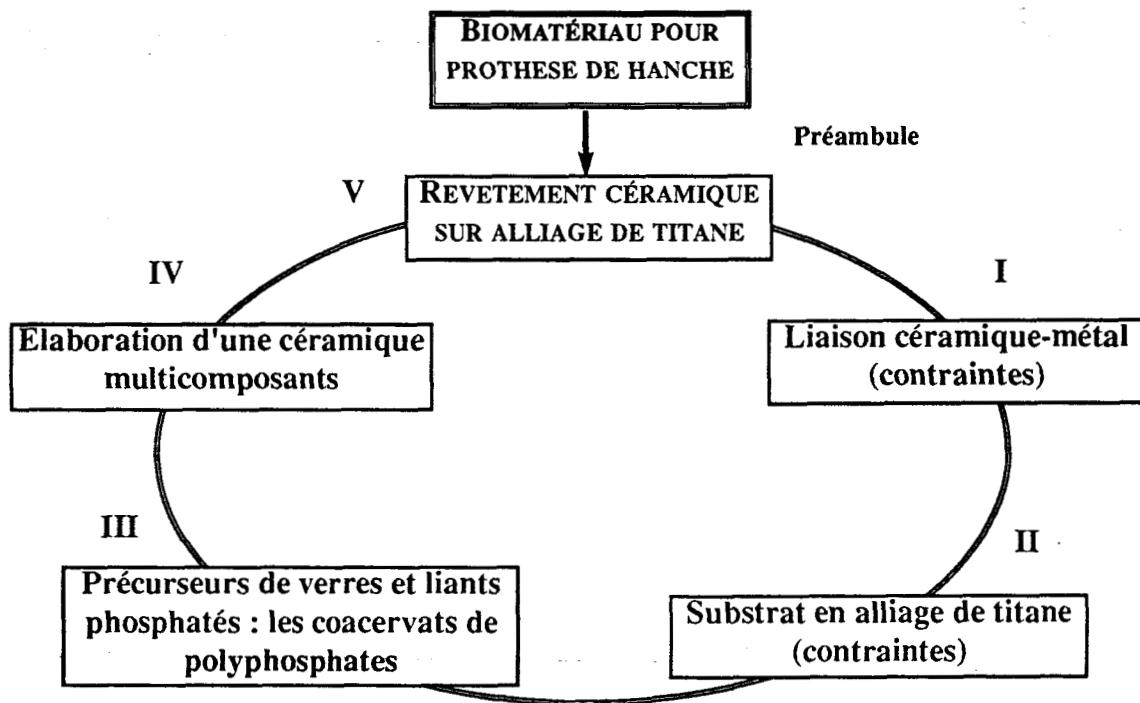 BIOMATÉRIAU POUR
PROTHESE DE HANCHE
Préambule
REVETEMENT CÉRAMIQUE
SUR ALLIAGE DE TITANE
V
I
Liaison céramique-métal
(contraintes)
II
Substrat en alliage de titane
(contraintes)
III
Précurseurs de verres et liants
phosphatés : les coacervats de
polyphosphates
IV
Elaboration d'une céramique
multicomposants